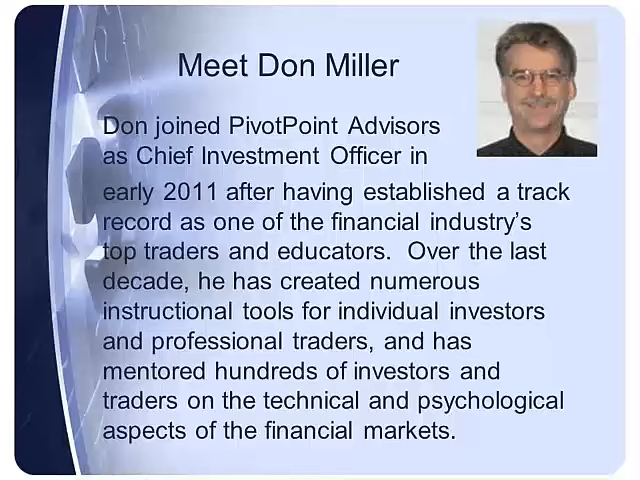 Meet Don Miller
Don joined PivotPoint Advisors
as Chief Investment Officer in
early 2011 after having established a track
record as one of the financial industry’s
top traders and educators.  Over the last
decade, he has created numerous
instructional tools for individual investors
and professional traders, and has
mentored hundreds of investors and
traders on the technical and psychological
aspects of the financial markets.